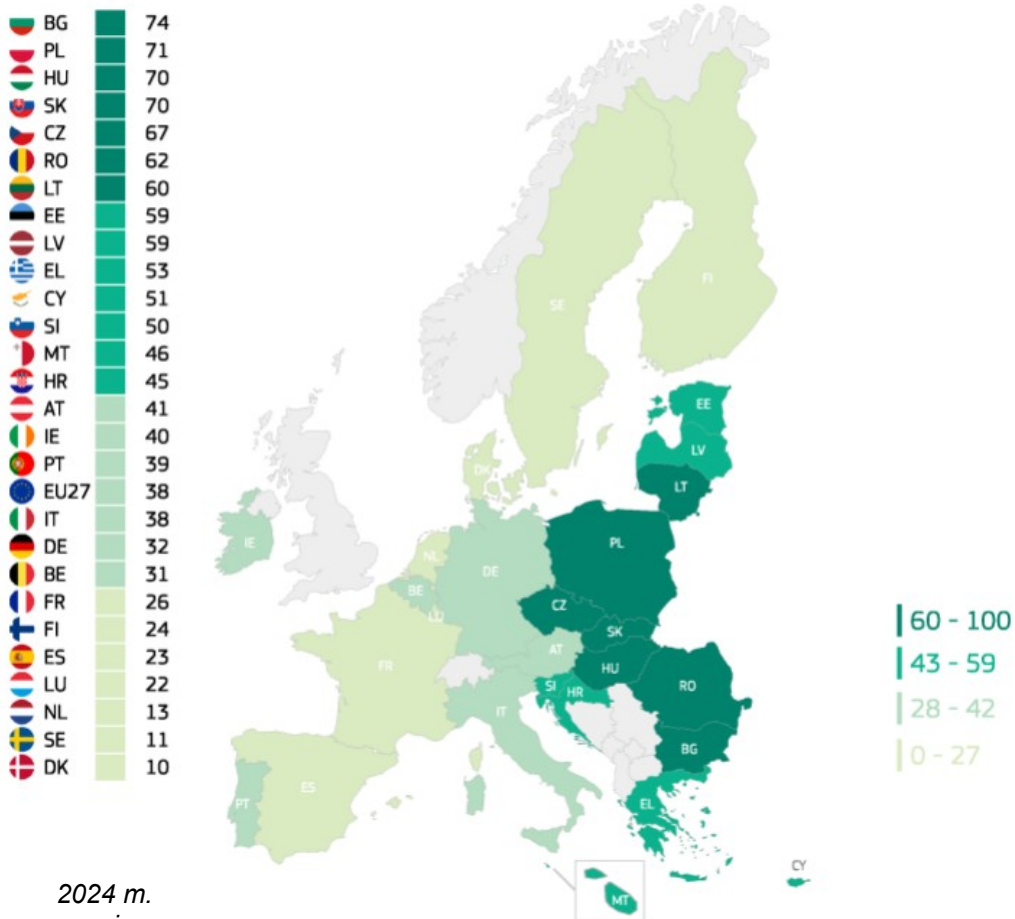 BG 74
PL 71
HU 70
SK 70
CZ 67
RO 62
LT 60
EE 59
LV 59
EL 53
CY 51
SI 50
MT 46
HR 45
AT 41
IE 40
PT 39
EU27 38
IT 38
DE 32
BE 31
FR 26
FI 24
ES 23
LU 22
NL 13
SE 11
DK 10
FI
SE
EE
LV
DK
LT
IE
NL
PL
DE
BE
CZ
LU
SK
AT
FR
HU
SI
HR
RO
IT
BG
ES
PT
EL
CY
MT
60 - 100
43 - 59
28 - 42
0 - 27
2024 m.